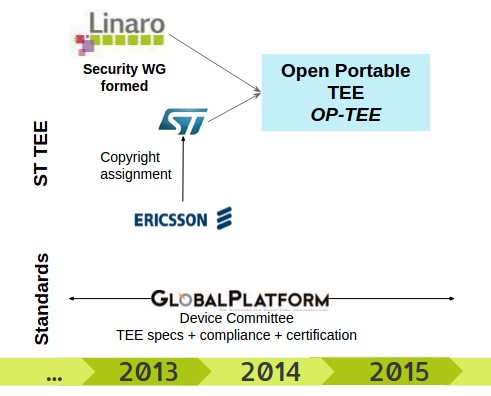 Linaro
Security WG
formed
Open Portable
TEE
OP-TEE
ST
Copyright
assignment
ST TEE
ERICSSON
Standards
GLOBALPLATFORM
Device Committee
TEE specs + compliance + certification
... 2013 2014 2015